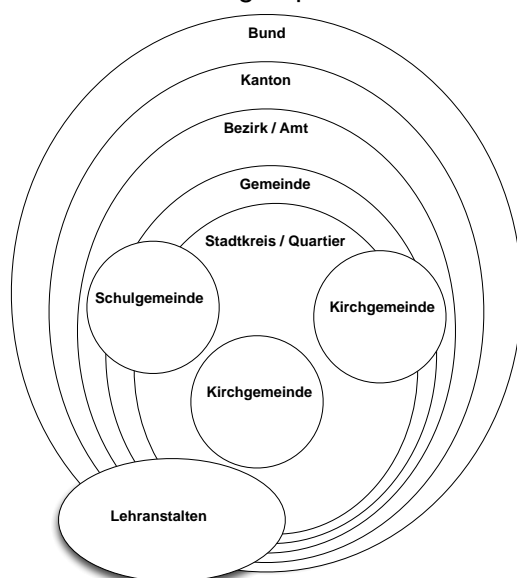 Bund
Kanton
Bezirk / Amt
Gemeinde
Stadtkreis / Quartier
Schulgemeinde
Kirchgemeinde
Kirchgemeinde
Lehranstalten